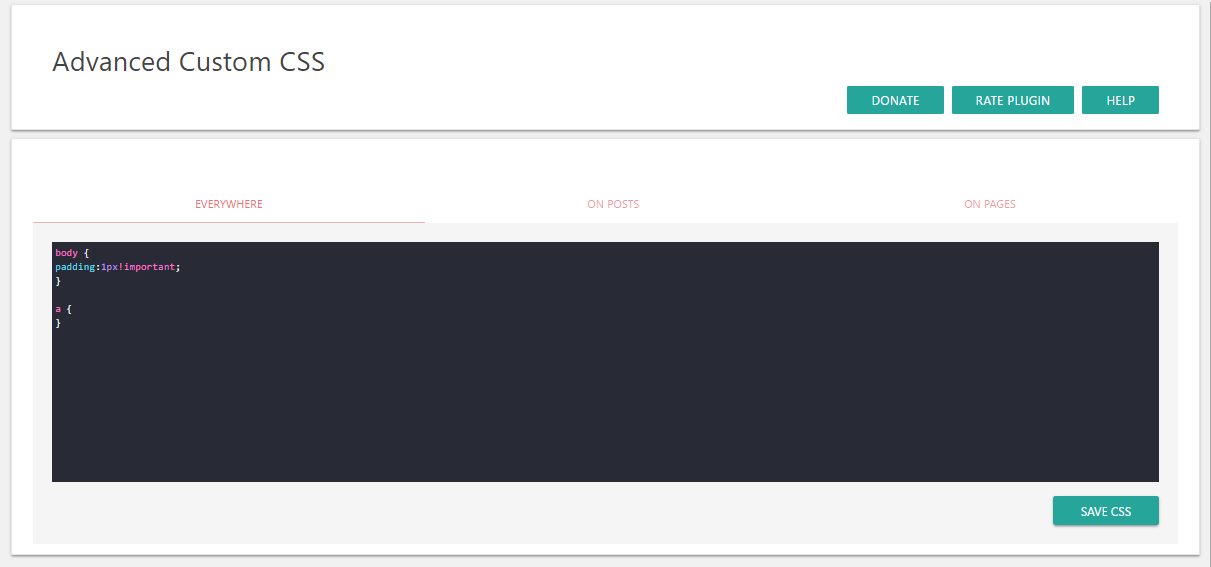 Advanced Custom CSS
DONATE RATE PLUGIN HELP
EVERYWHERE ON POSTS ON PAGES
body {
padding:1px!important;
}
a {
}
SAVE CSS